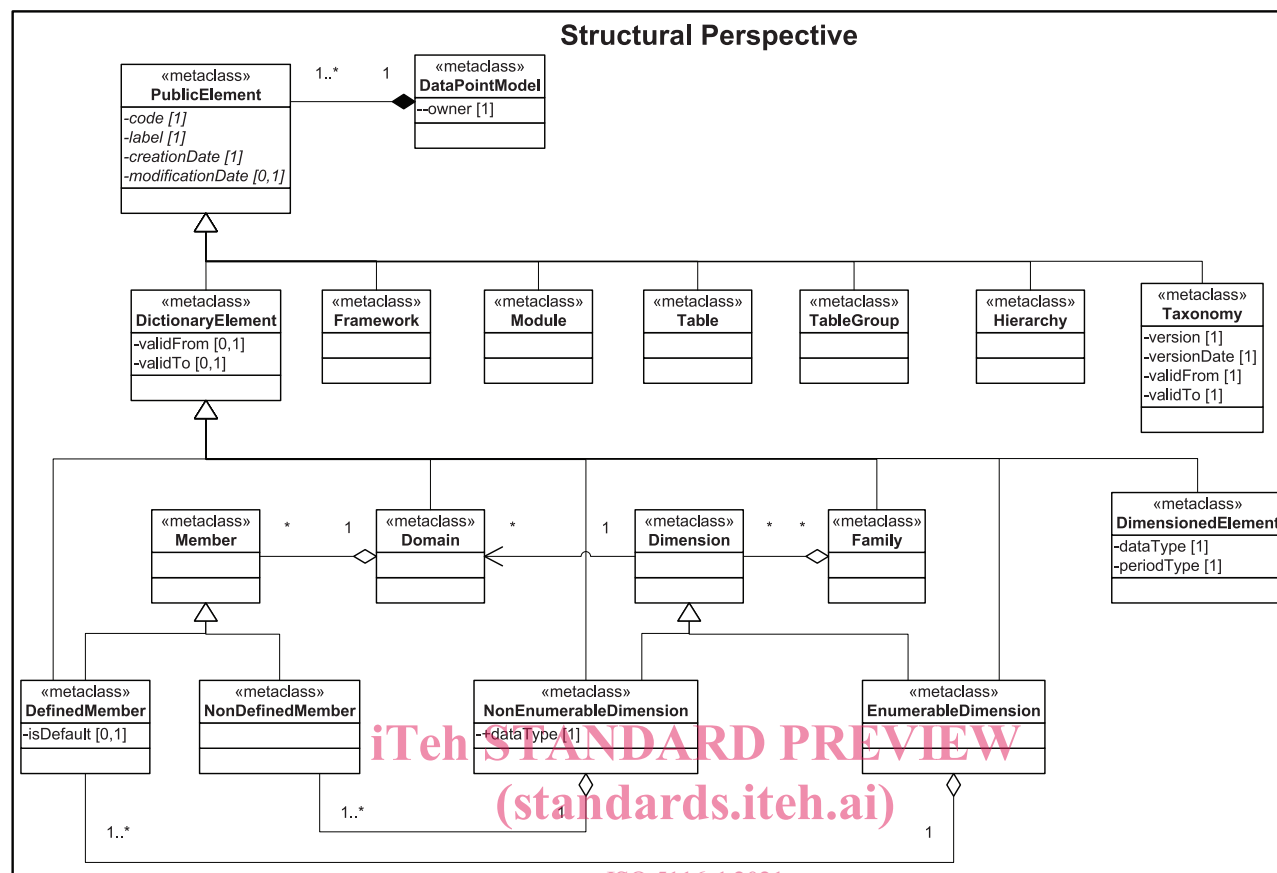 Structural Perspective
«metaclass»
PublicElement
-code [1]
-label [1]
-creationDate [1]
-modificationDate [0,1]
1..*
1
«metaclass»
DataPointModel
--owner [1]
«metaclass»
DictionaryElement
-validFrom [0,1]
-validTo [0,1]
«metaclass»
Framework
«metaclass»
Module
«metaclass»
Table
«metaclass»
TableGroup
«metaclass»
Hierarchy
«metaclass»
Taxonomy
-version [1]
-versionDate [1]
-validFrom [1]
-validTo [1]
«metaclass»
Member
*
1
«metaclass»
Domain
*
1
«metaclass»
Dimension
*
*
«metaclass»
Family
«metaclass»
DimensionedElement
-dataType [1]
-periodType [1]
«metaclass»
DefinedMember
-isDefault [0,1]
«metaclass»
NonDefinedMember
«metaclass»
NonEnumerableDimension
-+dataType [1]
«metaclass»
EnumerableDimension
iTeh STANDARD PREVIEW
(standards.iteh.ai)
1..*
1..*
1
1